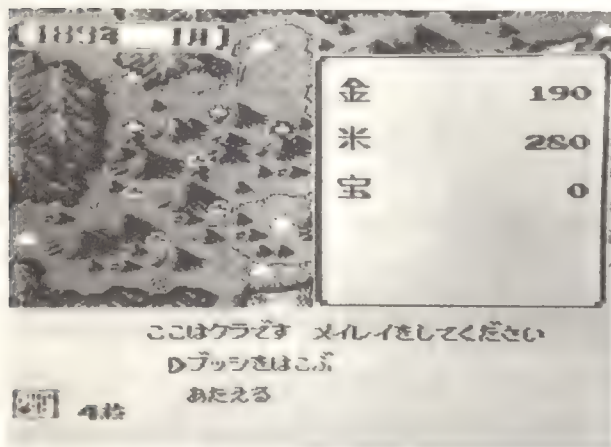 金 190
米 280
宝 0
ここはクラです メイレイをしてください
▷ブッシをはこぶ
あたえる